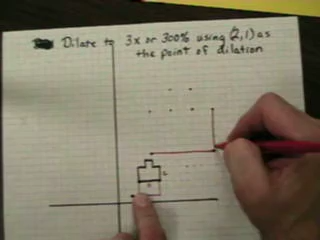 Dilate to 3x or 300% using (2,1) as
the point of dilation